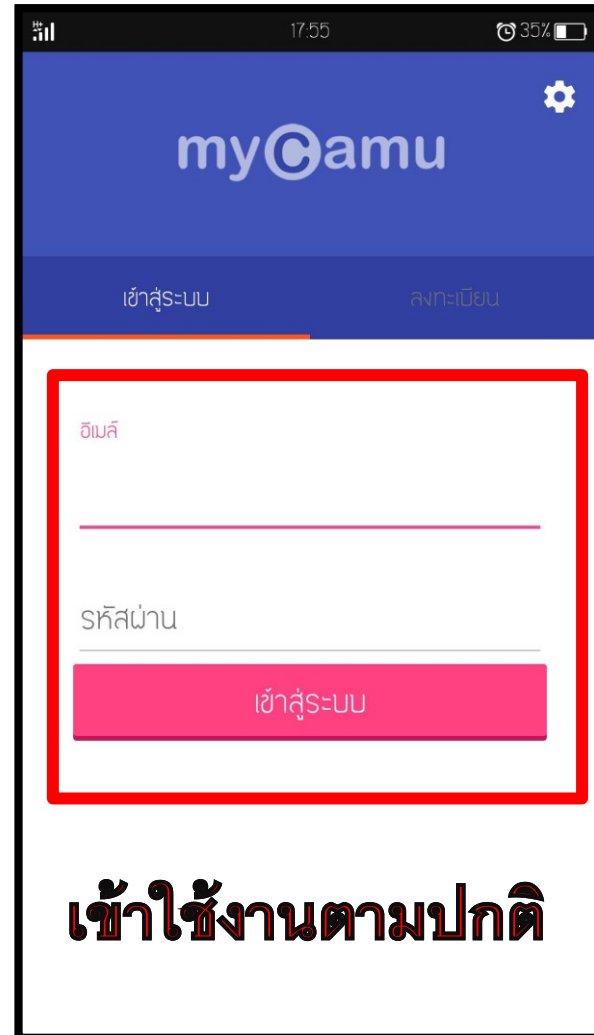 17:55 35%
myCamu
เข้าสู่ระบบ ลงทะเบียน
อีเมล์
รหัสผ่าน
เข้าสู่ระบบ
เข้าใช้งานตามปกติ